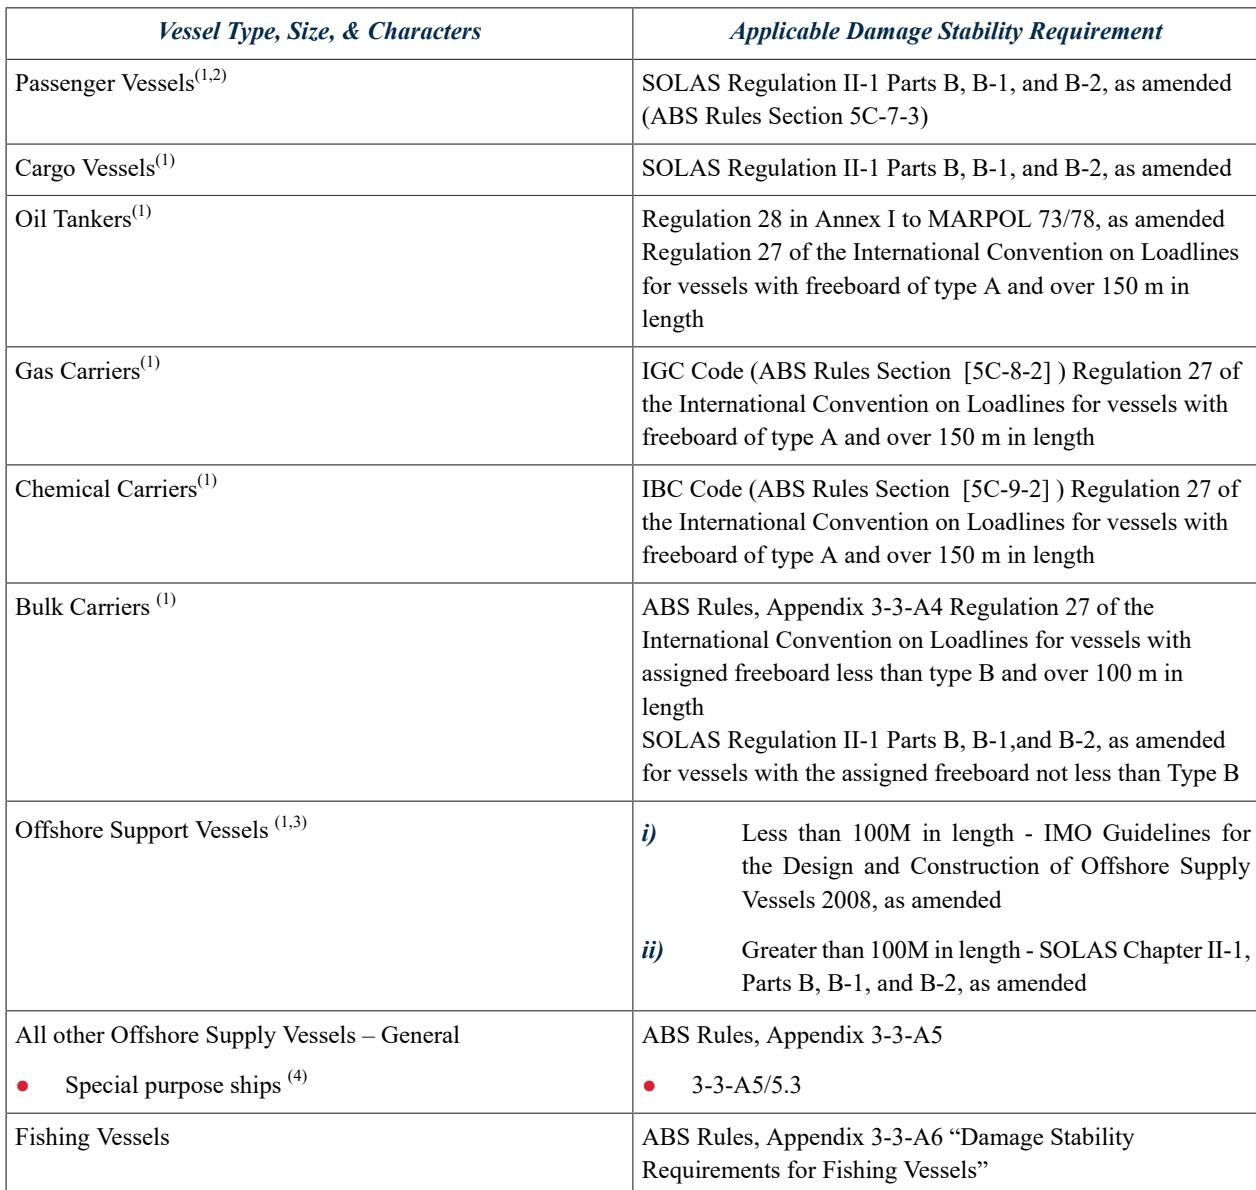 Vessel Type, Size, & Characters
Applicable Damage Stability Requirement
Passenger Vessels(1,2)
SOLAS Regulation II-1 Parts B, B-1, and B-2, as amended
(ABS Rules Section 5C-7-3)
Cargo Vessels(1)
SOLAS Regulation II-1 Parts B, B-1, and B-2, as amended
Oil Tankers(1)
Regulation 28 in Annex I to MARPOL 73/78, as amended
Regulation 27 of the International Convention on Loadlines
for vessels with freeboard of type A and over 150 m in
length
Gas Carriers(1)
IGC Code (ABS Rules Section [5C-8-2] ) Regulation 27 of
the International Convention on Loadlines for vessels with
freeboard of type A and over 150 m in length
Chemical Carriers(1)
IBC Code (ABS Rules Section [5C-9-2] ) Regulation 27 of
the International Convention on Loadlines for vessels with
freeboard of type A and over 150 m in length
Bulk Carriers (1)
ABS Rules, Appendix 3-3-A4 Regulation 27 of the
International Convention on Loadlines for vessels with
assigned freeboard less than type B and over 100 m in
length
SOLAS Regulation II-1 Parts B, B-1,and B-2, as amended
for vessels with the assigned freeboard not less than Type B
Offshore Support Vessels (1,3)
i) Less than 100M in length - IMO Guidelines for
the Design and Construction of Offshore Supply
Vessels 2008, as amended
ii) Greater than 100M in length - SOLAS Chapter II-1,
Parts B, B-1, and B-2, as amended
All other Offshore Supply Vessels – General
● Special purpose ships (4)
ABS Rules, Appendix 3-3-A5
● 3-3-A5/5.3
Fishing Vessels
ABS Rules, Appendix 3-3-A6 “Damage Stability
Requirements for Fishing Vessels”